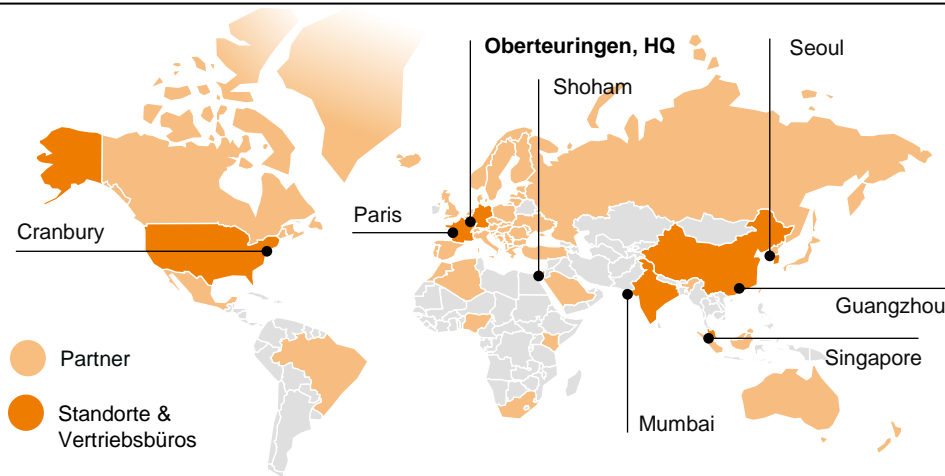 Oberteuringen, HQ
Seoul
Shoham
Paris
Cranbury
Guangzhou
Partner
Singapore
Standorte &
Vertriebsbüros
Mumbai